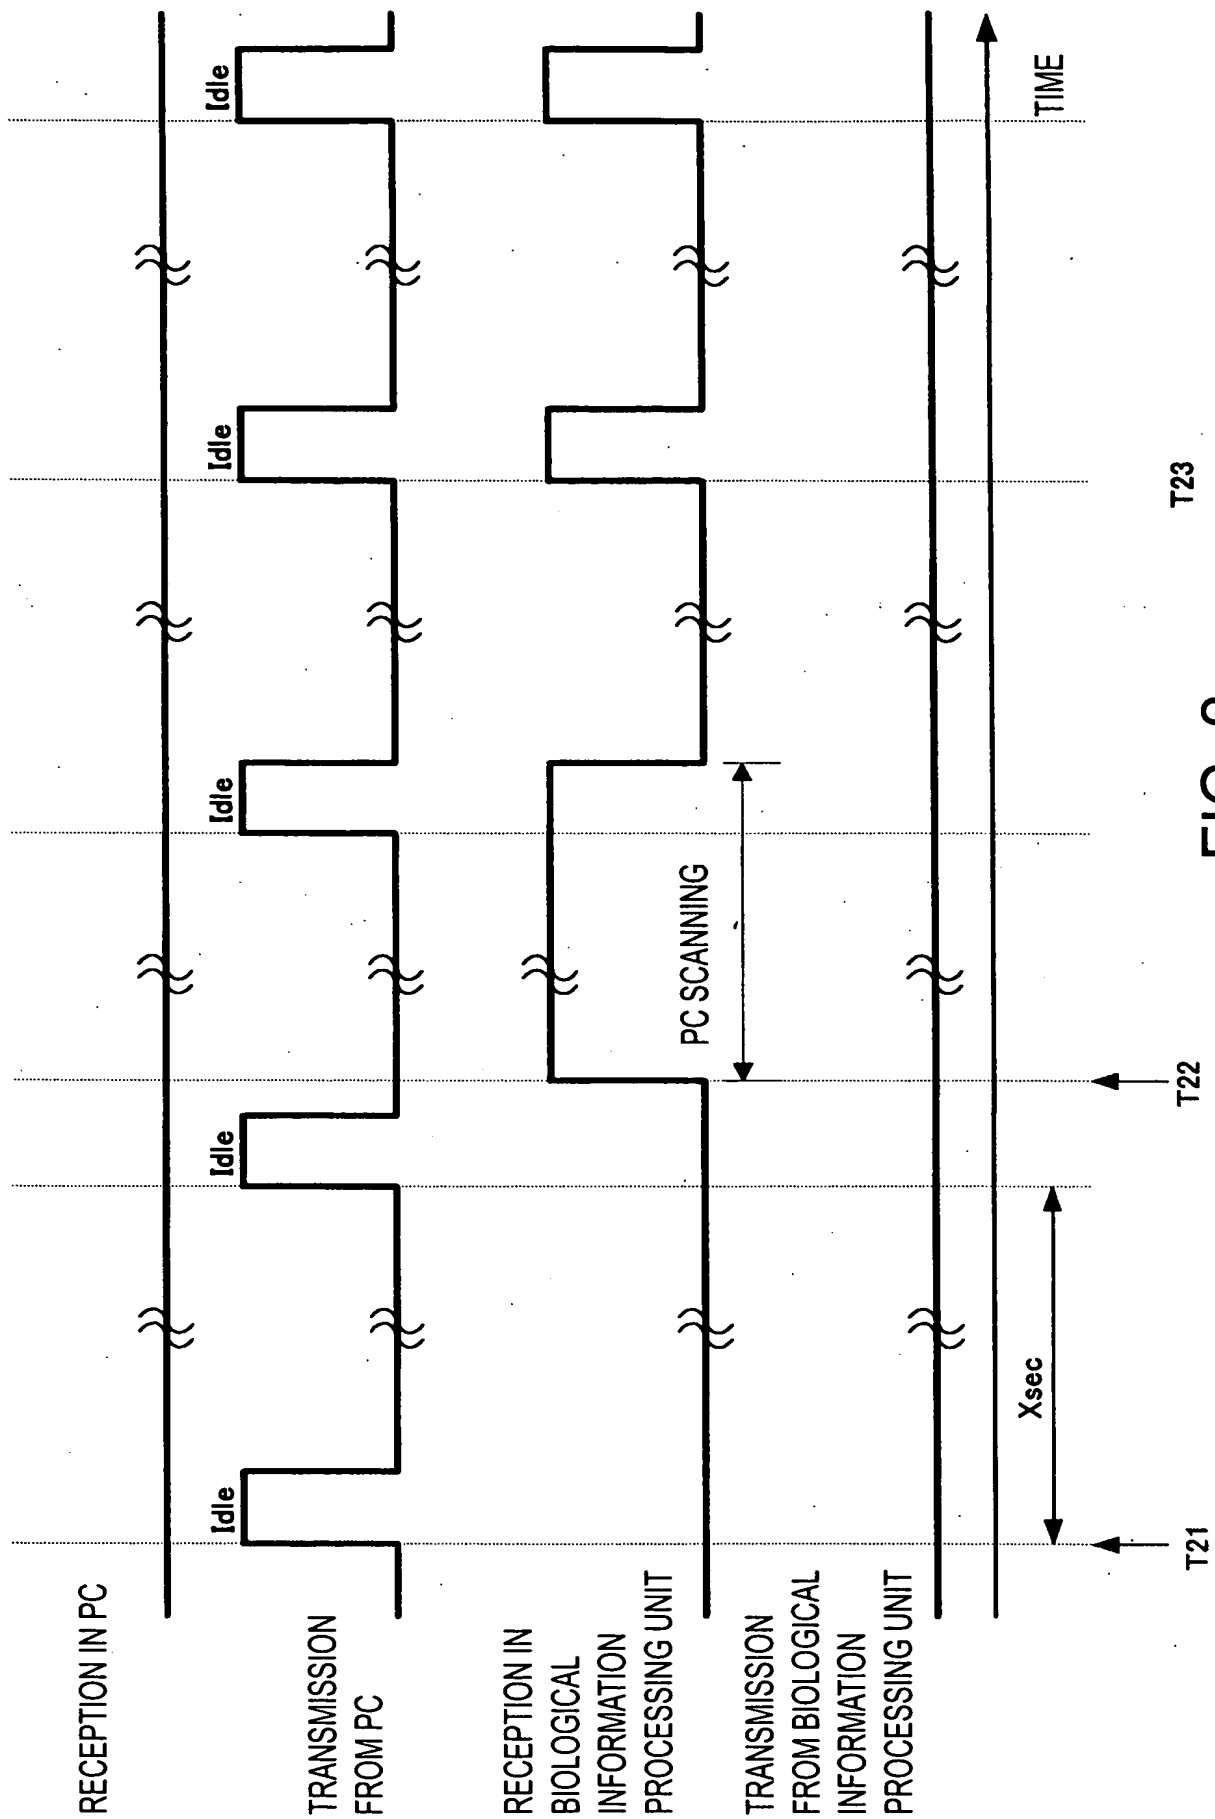 RECEPTION IN PC
TRANSMISSION
FROM PC
RECEPTION IN
BIOLOGICAL
INFORMATION
PROCESSING UNIT
TRANSMISSION
FROM BIOLOGICAL
INFORMATION
PROCESSING UNIT
Idle
Idle
Idle
Idle
Idle
PC SCANNING
Xsec
TIME
T21
T22
T23
FIG.